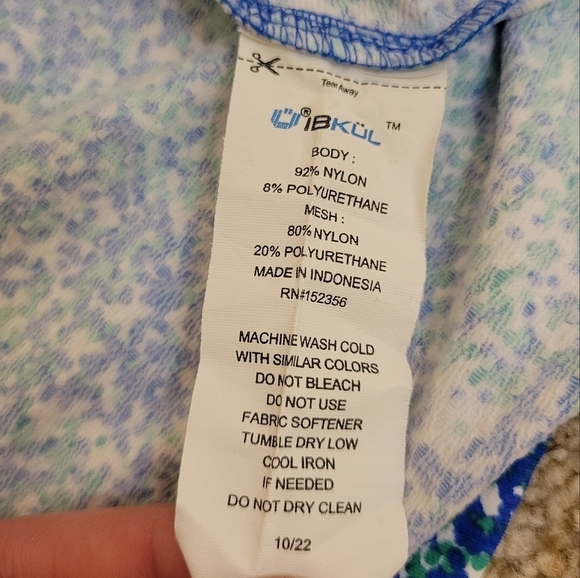 Tear Away
Ü® IBKÜL ™
BODY :
92% NYLON
8% POLYURETHANE
MESH :
80% NYLON
20% POLYURETHANE
MADE IN INDONESIA
RN#152356
MACHINE WASH COLD
WITH SIMILAR COLORS
DO NOT BLEACH
DO NOT USE
FABRIC SOFTENER
TUMBLE DRY LOW
COOL IRON
IF NEEDED
DO NOT DRY CLEAN
10/22